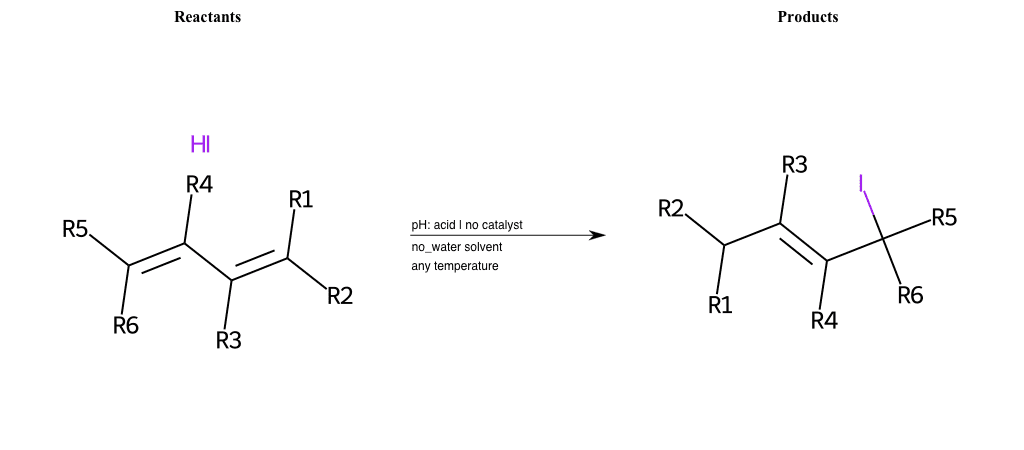 Reactants
Products
HI
R4
R5
R1
R6
R2
R3
pH: acid | no catalyst
no_water solvent
any temperature
R3
I
R2
R5
R1
R6
R4